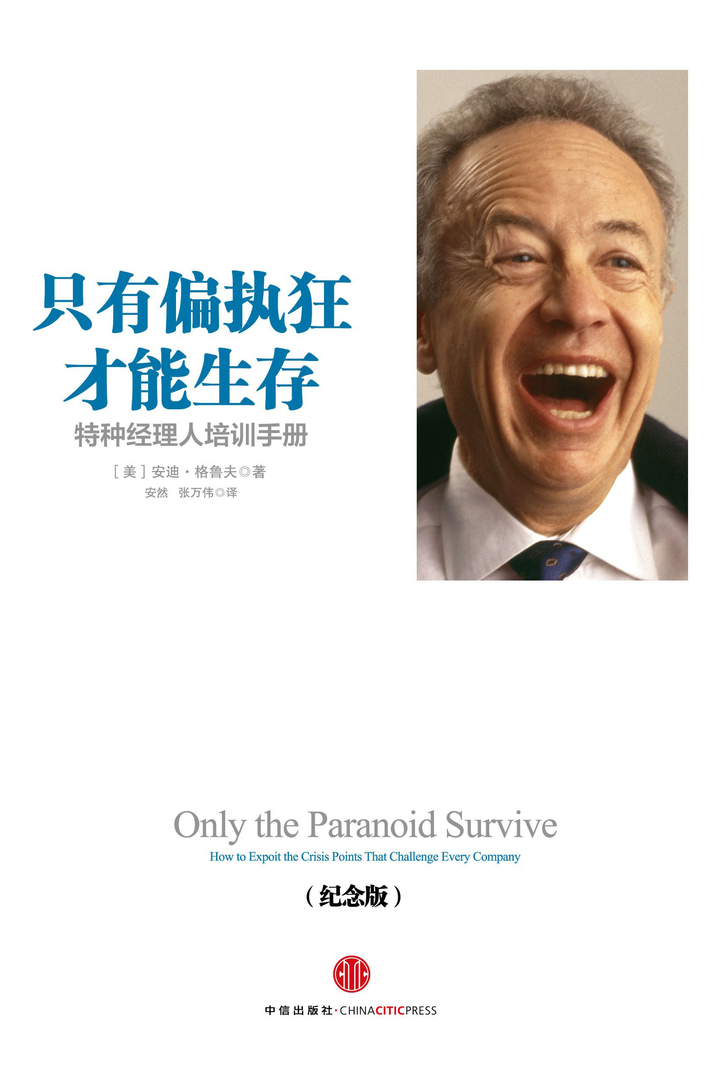 只有偏执狂
才能生存
特种经理人培训手册
[美]安迪·格鲁夫◎著
安然 张万伟◎译
Only the Paranoid Survive
How to Expoit the Crisis Points That Challenge Every Company
(纪念版)
中信出版社·CHINACITICPRESS